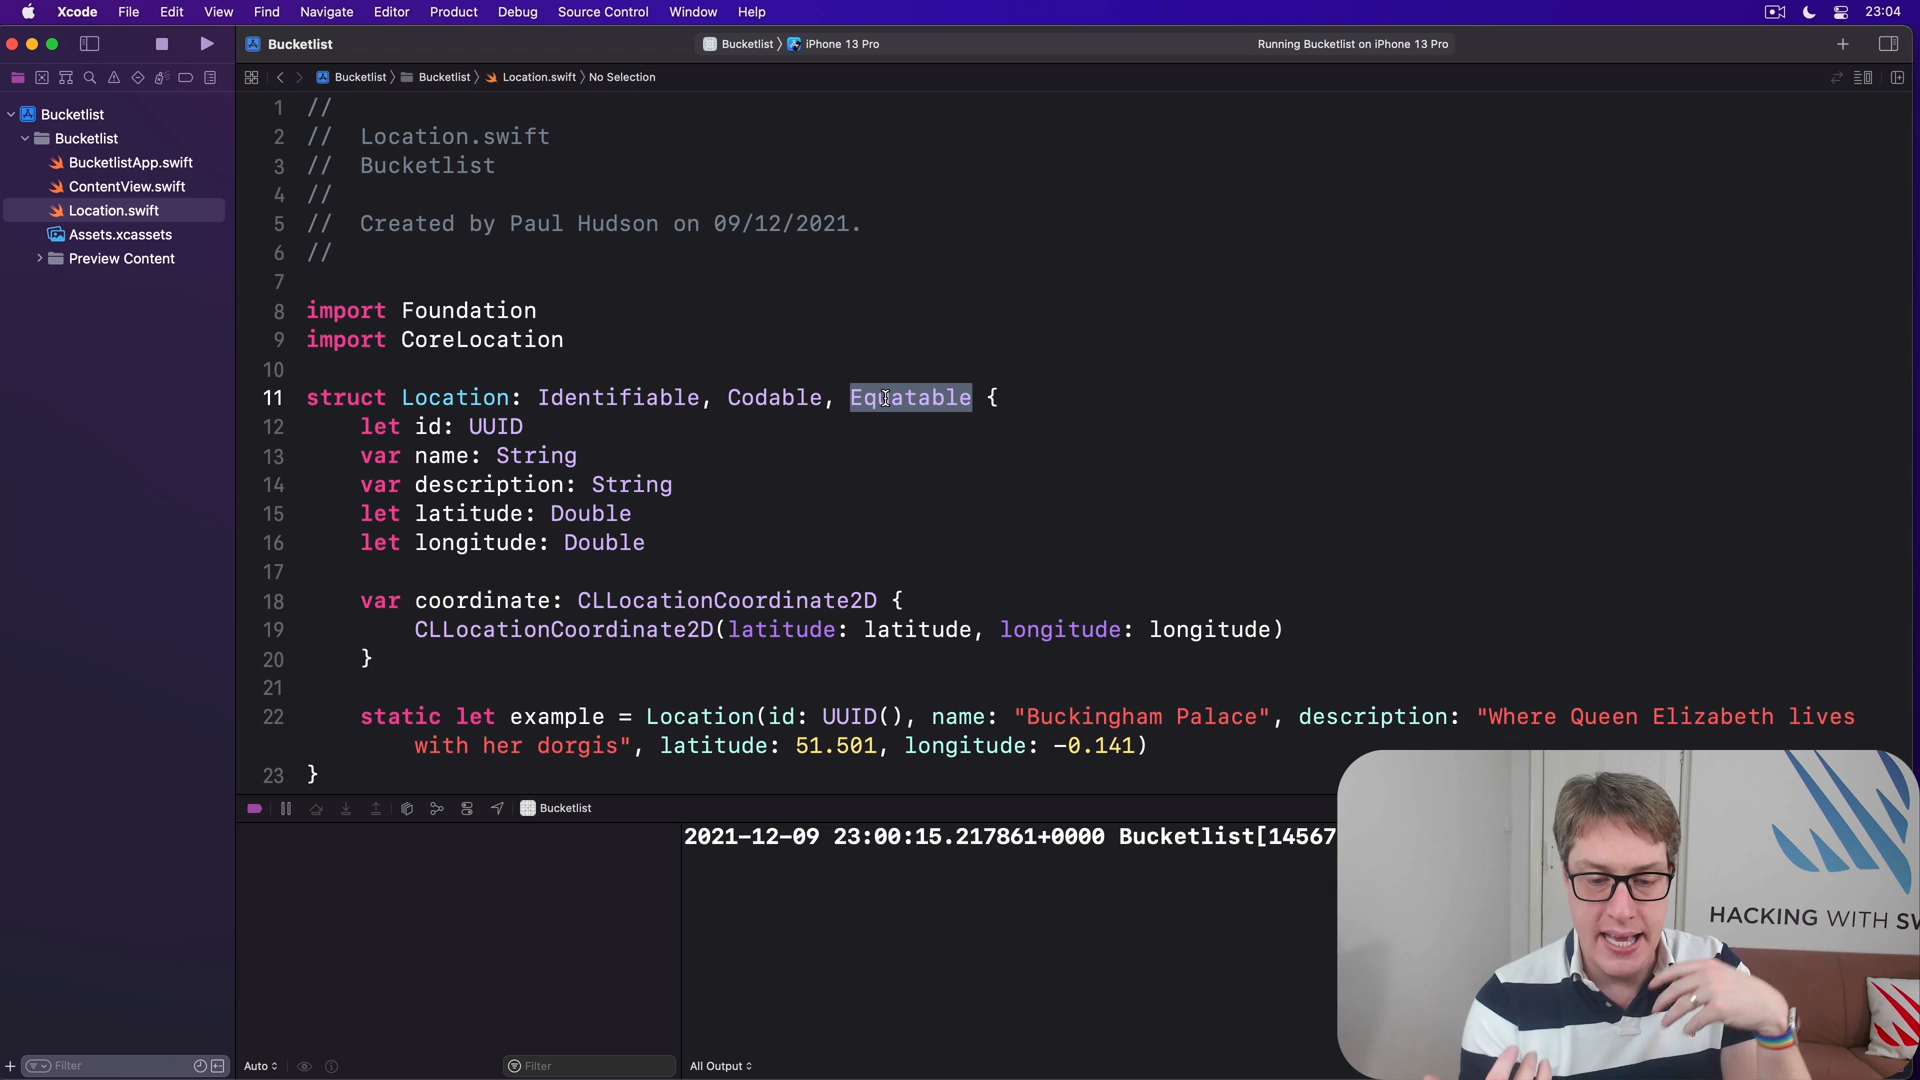 Xcode File Edit View Find Navigate Editor Product Debug Source Control Window Help 23:04
Bucketlist Bucketlist iPhone 13 Pro Running Bucketlist on iPhone 13 Pro
Bucketlist Bucketlist Location.swift No Selection
Bucketlist
Bucketlist
BucketlistApp.swift
ContentView.swift
Location.swift
Assets.xcassets
Preview Content
1 //
2 // Location.swift
3 // Bucketlist
4 //
5 // Created by Paul Hudson on 09/12/2021.
6 //
7
8 import Foundation
9 import CoreLocation
10
11 struct Location: Identifiable, Codable, Equatable {
12 let id: UUID
13 var name: String
14 var description: String
15 let latitude: Double
16 let longitude: Double
17
18 var coordinate: CLLocationCoordinate2D {
19 CLLocationCoordinate2D(latitude: latitude, longitude: longitude)
20 }
21
22 static let example = Location(id: UUID(), name: "Buckingham Palace", description: "Where Queen Elizabeth lives
with her dorgis", latitude: 51.501, longitude: -0.141)
23 }
Bucketlist
2021-12-09 23:00:15.217861+0000 Bucketlist[14567
HACKING WITH SW
Filter Auto Filter All Output